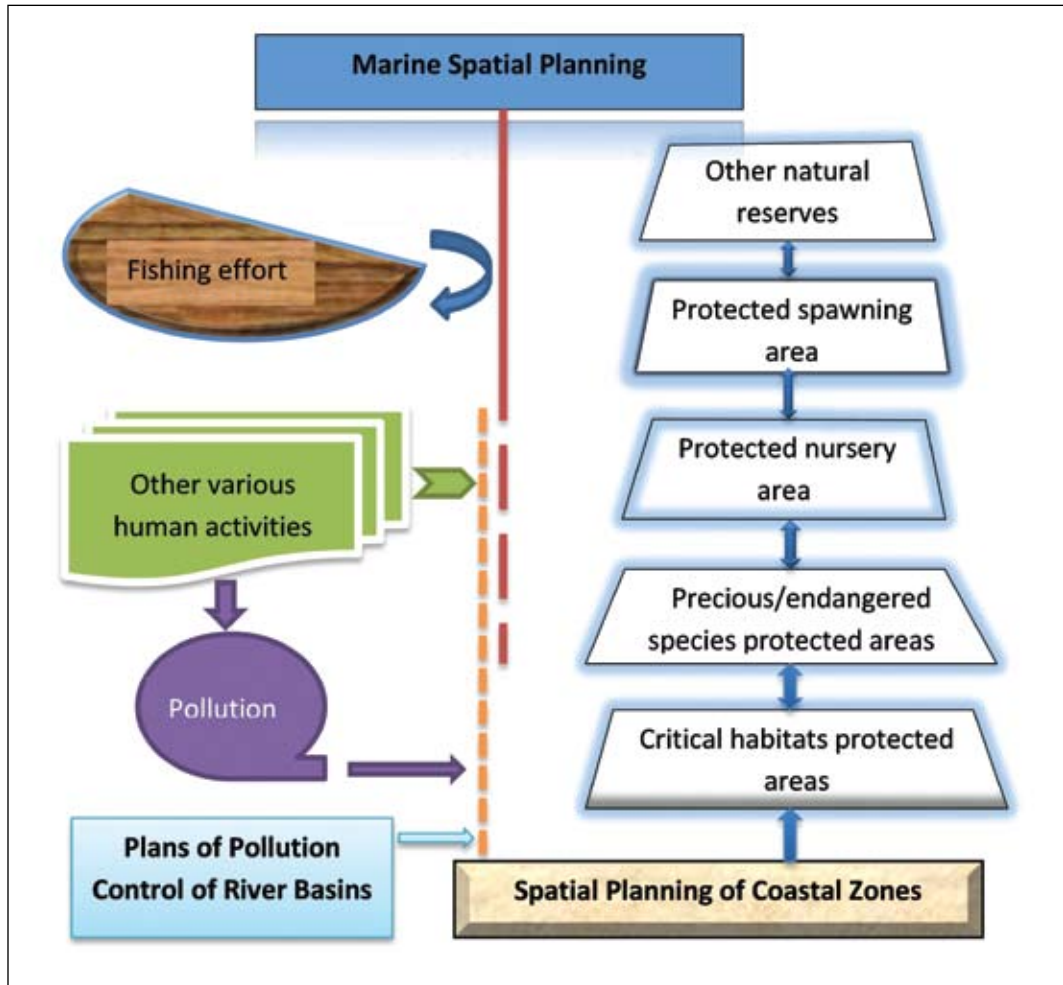 Marine Spatial Planning
Other natural
reserves
Fishing effort
Protected spawning
area
Other various
human activities
Protected nursery
area
Precious/endangered
species protected areas
Pollution
Critical habitats protected
areas
Plans of Pollution
Control of River Basins
Spatial Planning of Coastal Zones